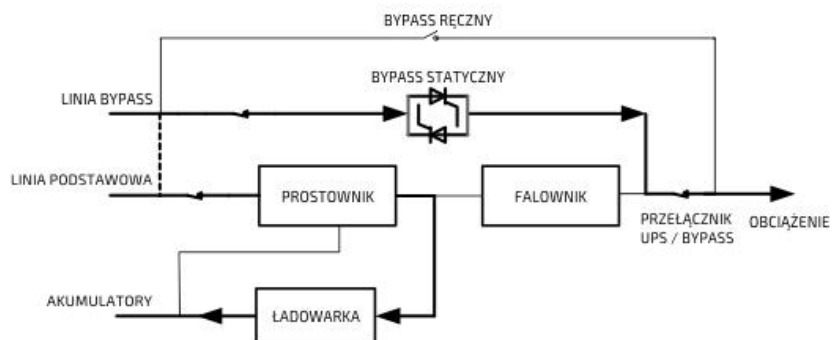 BYPASS RĘCZNY
BYPASS STATYCZNY
LINIA BYPASS
LINIA PODSTAWOWA
PROSTOWNIK
FALOWNIK
PRZEŁĄCZNIK
UPS / BYPASS
OBCIĄŻENIE
AKUMULATORY
ŁADOWARKA